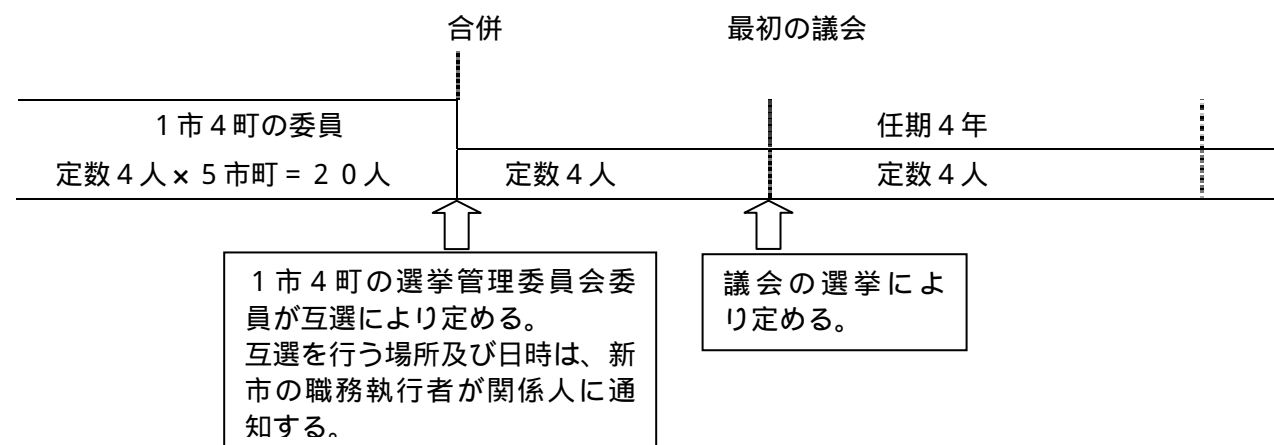 合併
最初の議会
1市4町の委員
任期4年
定数4人×5市町=20人
定数4人
定数4人
1市4町の選挙管理委員会委
員が互選により定める。
互選を行う場所及び日時は、新
市の職務執行者が関係人に通
知する。
議会の選挙によ
り定める。